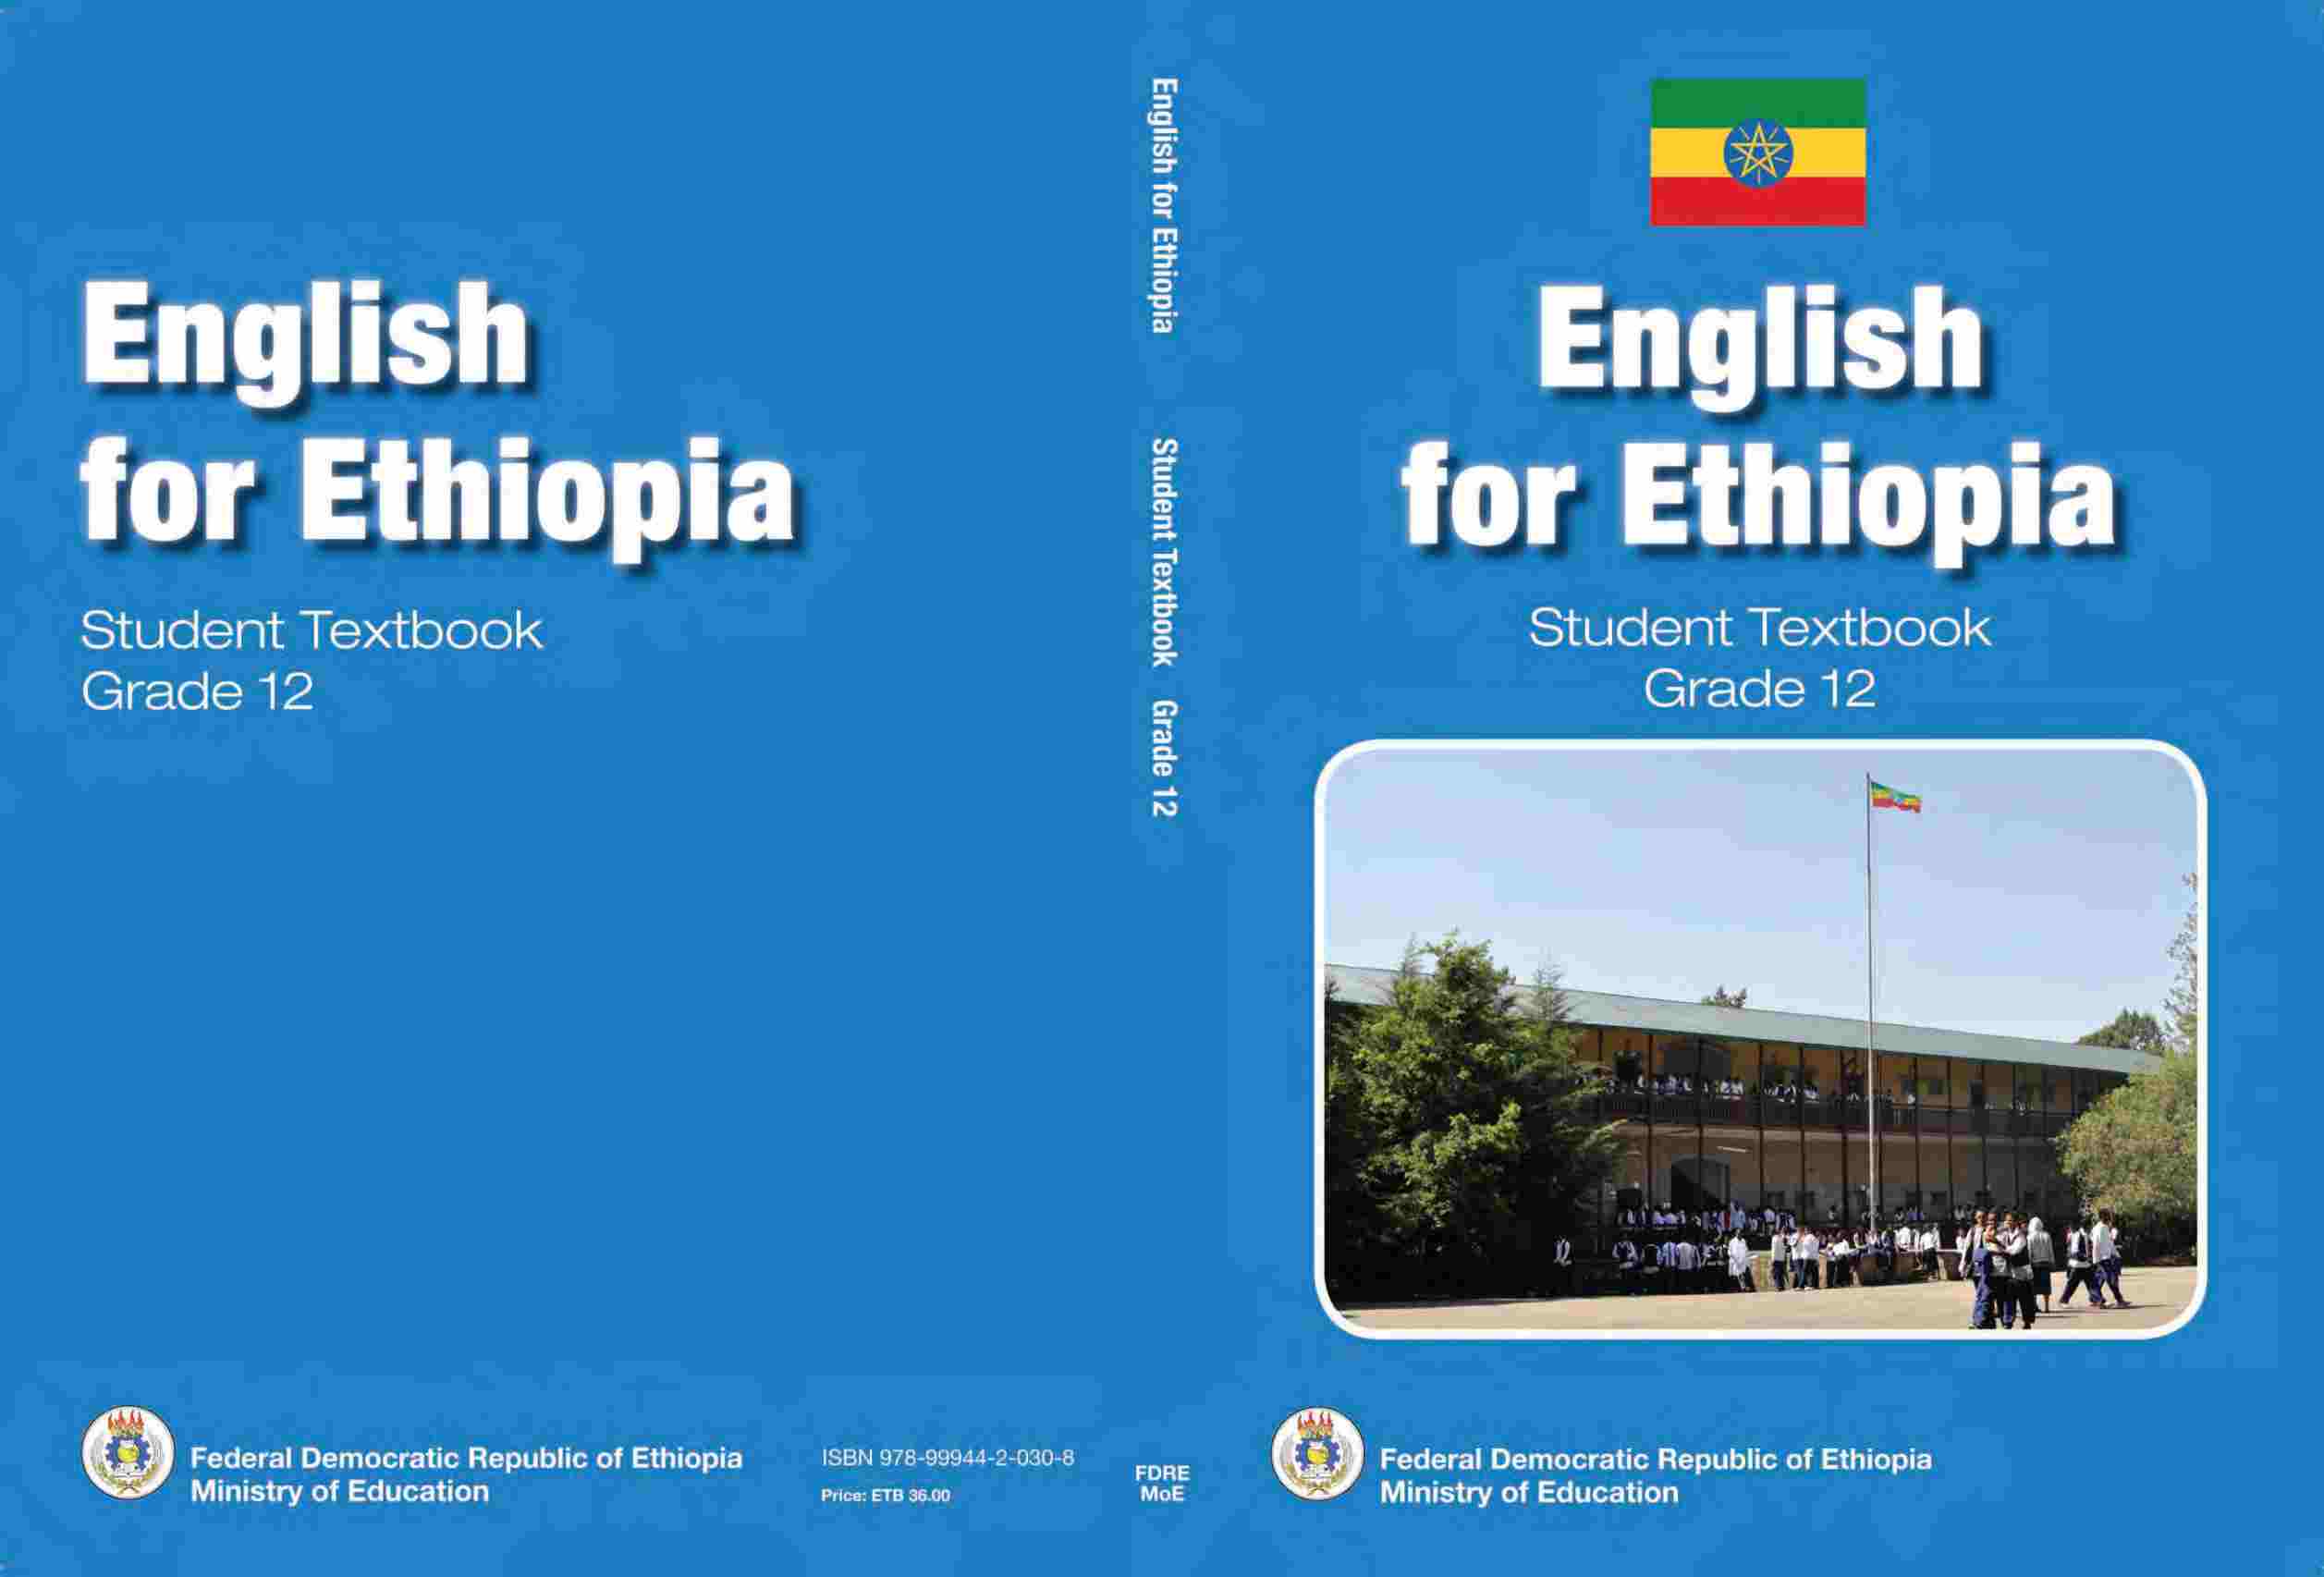 English
for Ethiopia
Student Textbook
Grade 12
Federal Democratic Republic of Ethiopia
Ministry of Education
ISBN 978-99944-2-030-8
Price: ETB 36.00
English for Ethiopia Student Textbook Grade 12
FDRE
MoE
English
for Ethiopia
Student Textbook
Grade 12
Federal Democratic Republic of Ethiopia
Ministry of Education